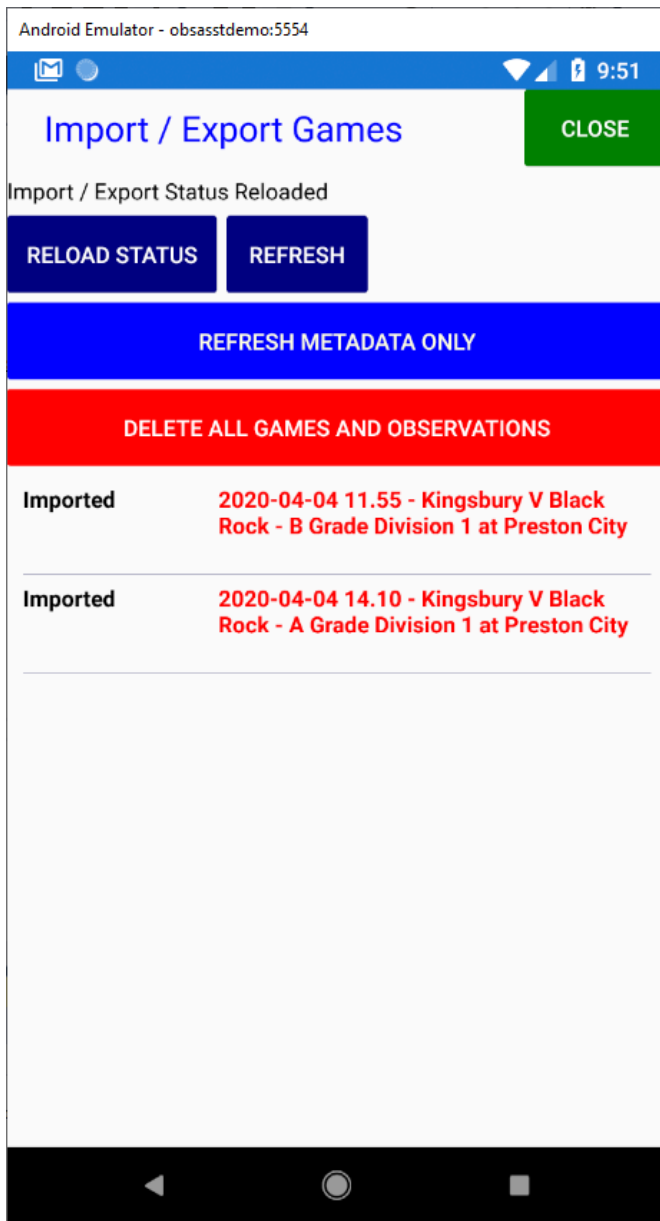 Android Emulator - obsasstdemo:5554
9:51
Import / Export Games
CLOSE
Import / Export Status Reloaded
RELOAD STATUS
REFRESH
REFRESH METADATA ONLY
DELETE ALL GAMES AND OBSERVATIONS
Imported
2020-04-04 11.55 - Kingsbury V Black
Rock - B Grade Division 1 at Preston City
Imported
2020-04-04 14.10 - Kingsbury V Black
Rock - A Grade Division 1 at Preston City